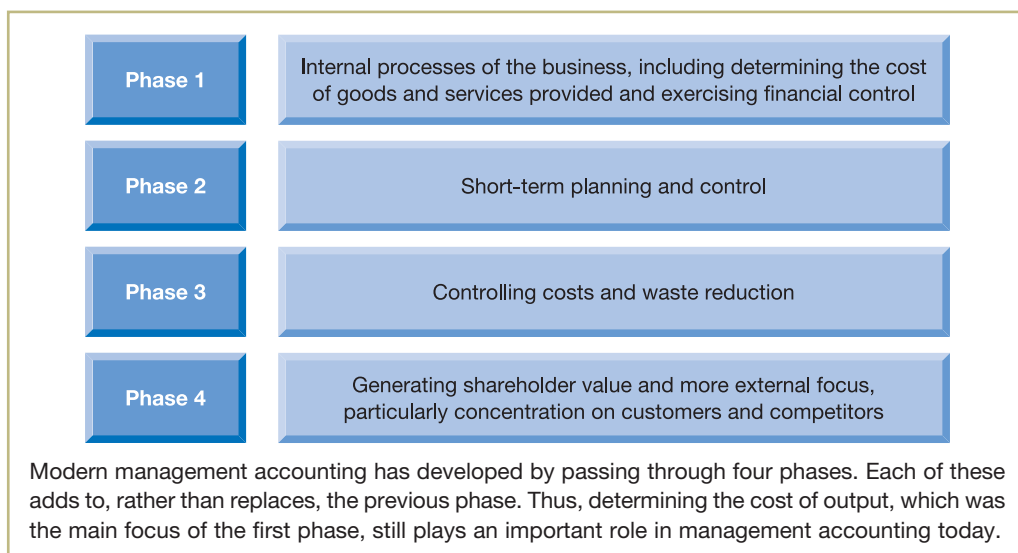 Phase 1
Internal processes of the business, including determining the cost
of goods and services provided and exercising financial control
Phase 2
Short-term planning and control
Phase 3
Controlling costs and waste reduction
Phase 4
Generating shareholder value and more external focus,
particularly concentration on customers and competitors
Modern management accounting has developed by passing through four phases. Each of these
adds to, rather than replaces, the previous phase. Thus, determining the cost of output, which was
the main focus of the first phase, still plays an important role in management accounting today.